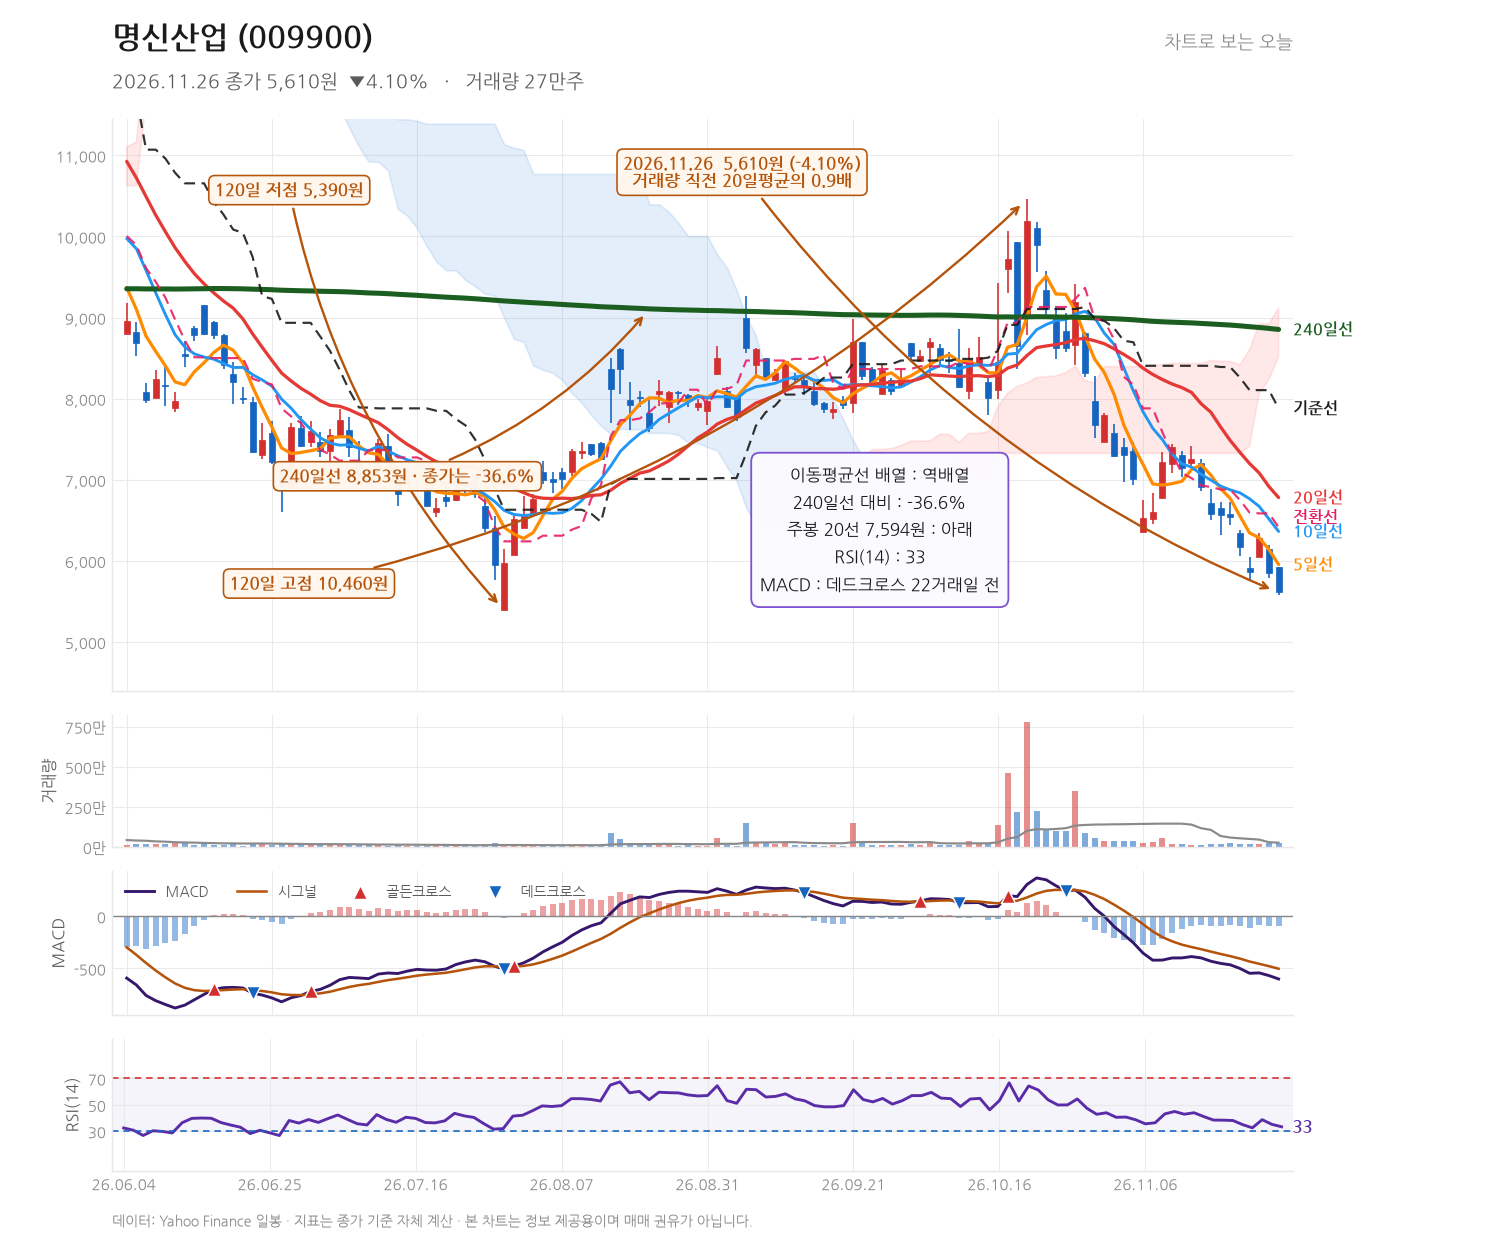 명신산업 (009900)
차트로 보는 오늘
2026.11.26 종가 5,610원 ▼4.10% · 거래량 27만주
11,000
10,000
9,000
8,000
7,000
6,000
5,000
120일 저점 5,390원
2026.11.26 5,610원 (-4.10%)
거래량 직전 20일평균의 0.9배
240일선 8,853원 · 종가는 -36.6%
120일 고점 10,460원
이동평균선 배열 : 역배열
240일선 대비 : -36.6%
주봉 20선 7,594원 : 아래
RSI(14) : 33
MACD : 데드크로스 22거래일 전
240일선
기준선
20일선
전환선
10일선
5일선
거래량
750만
500만
250만
0만
MACD
MACD
시그널
골든크로스
데드크로스
0
-500
RSI(14)
70
50
30
33
26.06.04
26.06.25
26.07.16
26.08.07
26.08.31
26.09.21
26.10.16
26.11.06
데이터: Yahoo Finance 일봉 · 지표는 종가 기준 자체 계산 · 본 차트는 정보 제공용이며 매매 권유가 아닙니다.